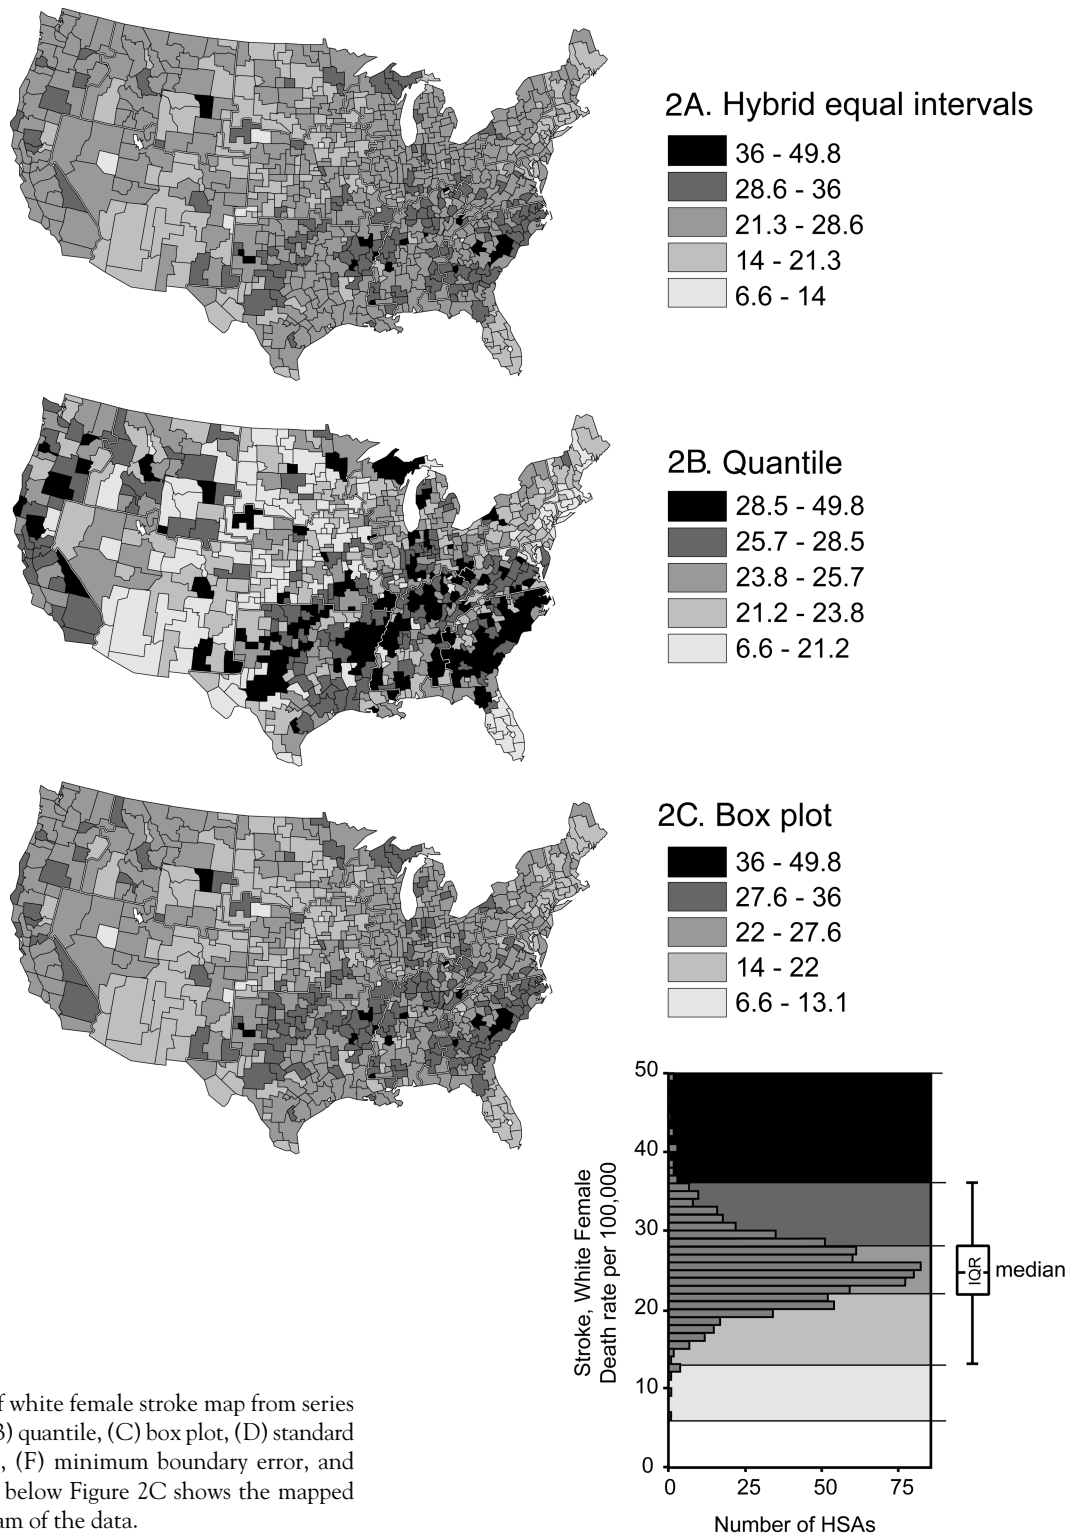 2A. Hybrid equal intervals
36 - 49.8
28.6 - 36
21.3 - 28.6
14 - 21.3
6.6 - 14
2B. Quantile
28.5 - 49.8
25.7 - 28.5
23.8 - 25.7
21.2 - 23.8
6.6 - 21.2
2C. Box plot
36 - 49.8
27.6 - 36
22 - 27.6
14 - 22
6.6 - 13.1
50
40
30
20
10
0
Stroke, White Female
Death rate per 100,000
IQR
median
0 25 50 75
Number of HSAs
f white female stroke map from series
B) quantile, (C) box plot, (D) standard
, (F) minimum boundary error, and
below Figure 2C shows the mapped
am of the data.